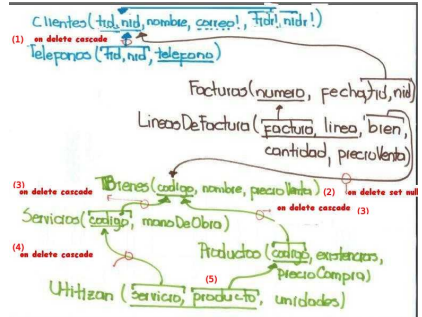 Clientes (tid, nid, nombre, correo!, tidr!, nidr!)
(1) on delete cascade
Telefonos (tid, nid, telefono)
Facturas (numero, fecha, tid, nid)
LineasDeFactura (factura, linea, bien,
cantidad, precioVenta)
(3) on delete cascade
Bienes (codigo, nombre, precioVenta) (2) on delete set nul
on delete cascade (3)
Servicios (codigo, manoDeObra)
(4) on delete cascade
Productos (codigo, existencias,
precioCompra)
(5)
Utilizan (servicio, producto, unidades)